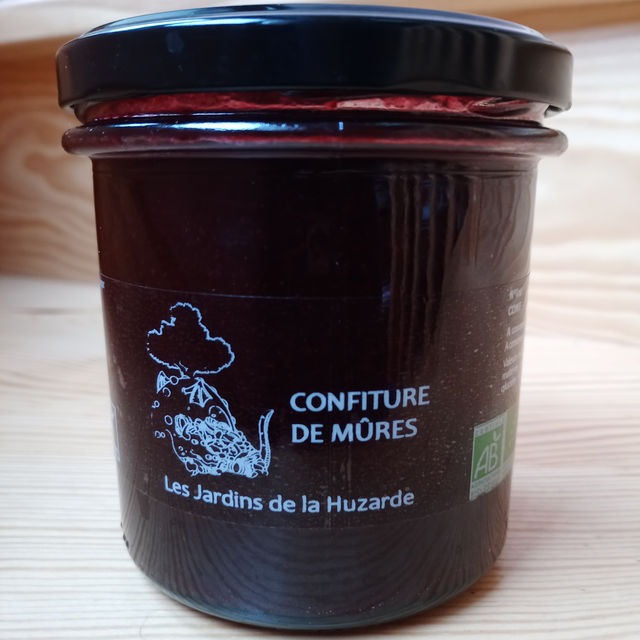 CONFITURE
DE MÛRES
Les Jardins de la Huzarde
AB